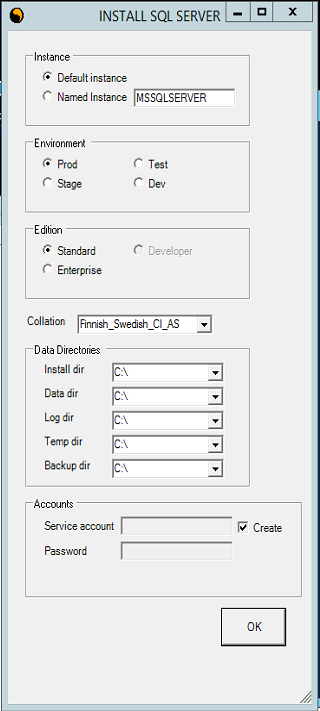 INSTALL SQL SERVER
Instance
Default instance
Named Instance MSSQLSERVER
Environment
Prod Test
Stage Dev
Edition
Standard Developer
Enterprise
Collation Finnish_Swedish_CI_AS
Data Directories
Install dir C:\
Data dir C:\
Log dir C:\
Temp dir C:\
Backup dir C:\
Accounts
Service account Create
Password
OK